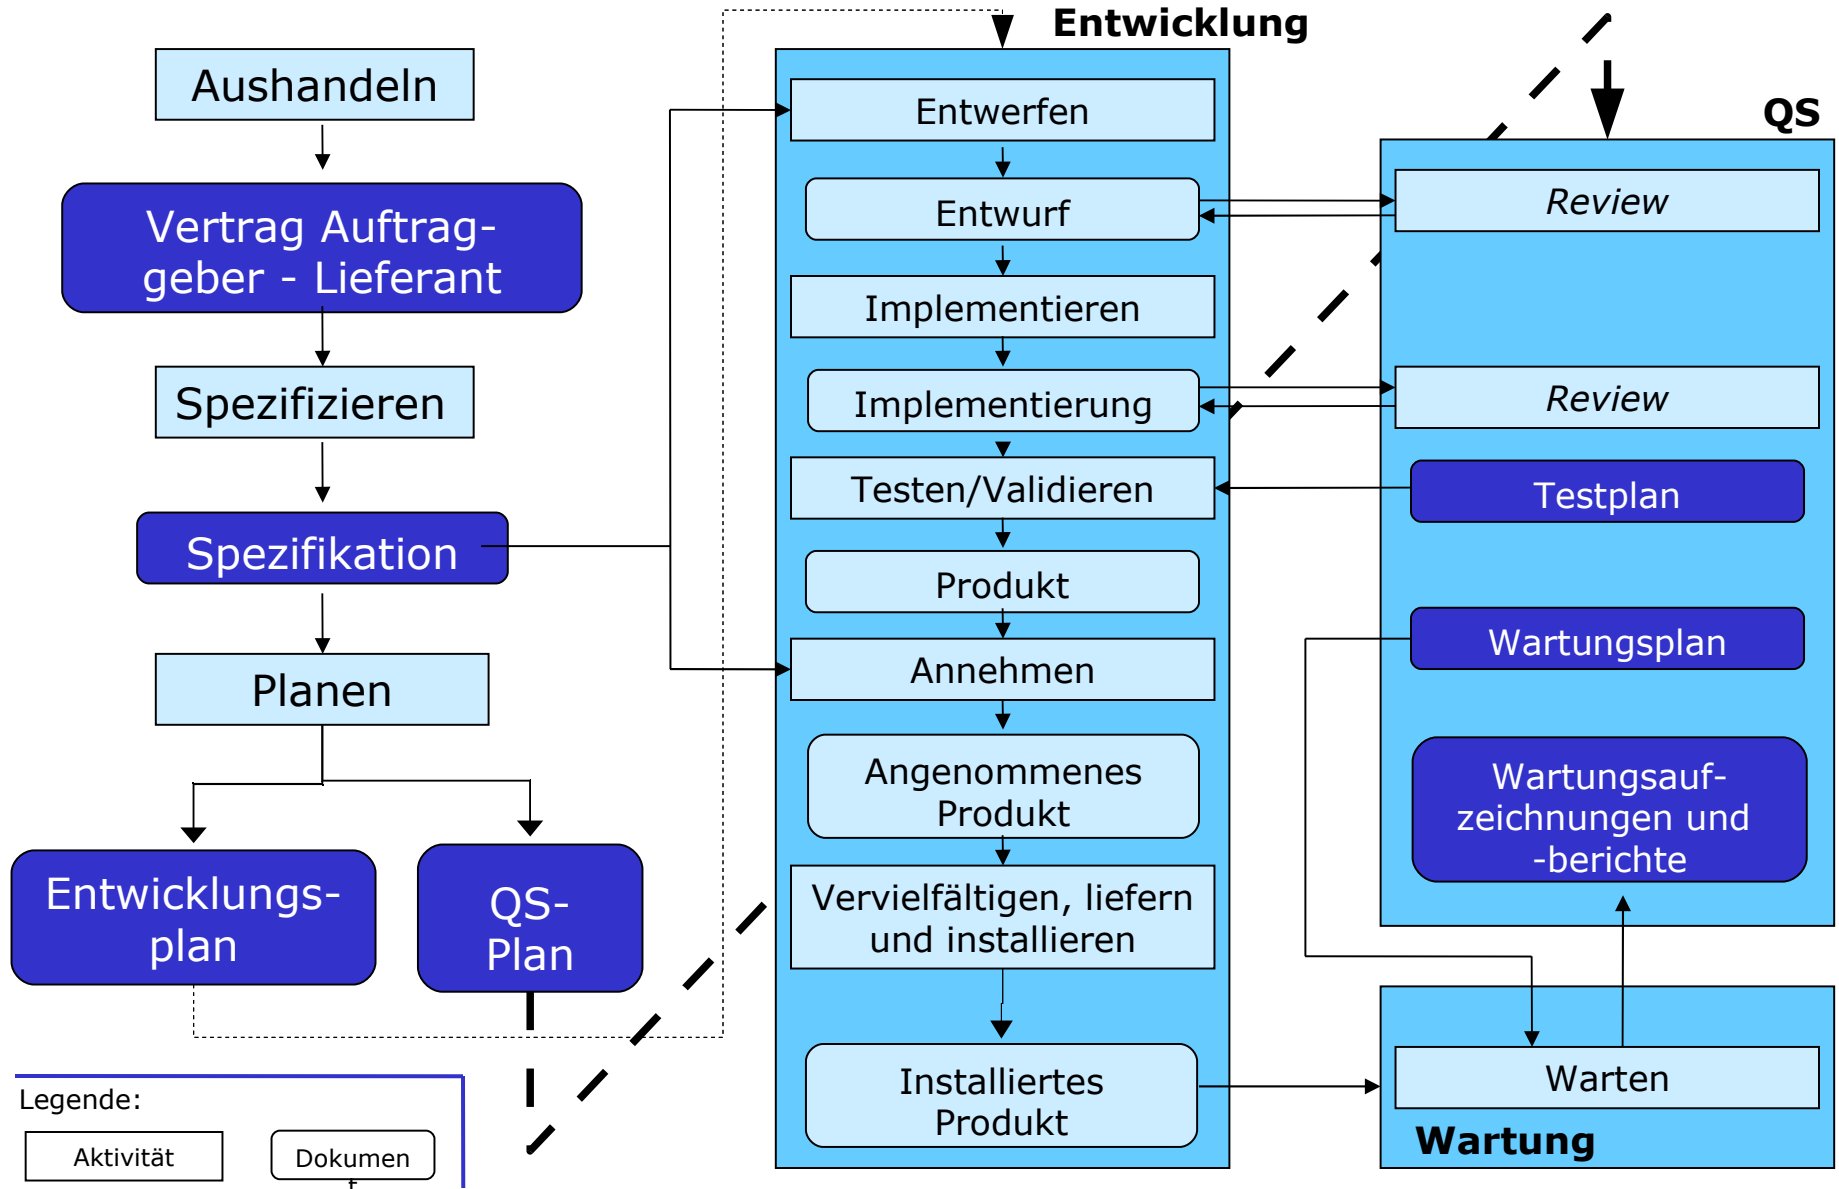 Aushandeln
Vertrag Auftrag-
geber - Lieferant
Spezifizieren
Spezifikation
Planen
Entwicklungs-
plan
QS-
Plan
Legende:
Aktivität
Dokumen
t
Entwicklung
Entwerfen
Entwurf
Implementieren
Implementierung
Testen/Validieren
Produkt
Annehmen
Angenommenes
Produkt
Vervielfältigen, liefern
und installieren
Installiertes
Produkt
QS
Review
Review
Testplan
Wartungsplan
Wartungsauf-
zeichnungen und
-berichte
Warten
Wartung